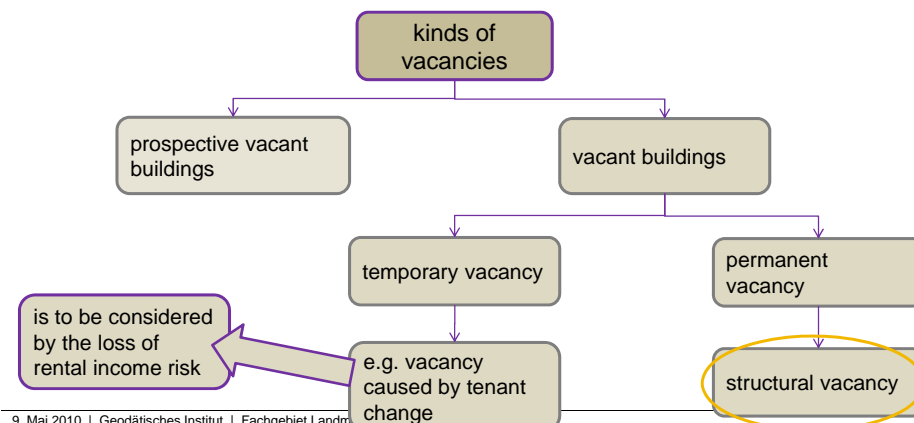 kinds of
vacancies
prospective vacant
buildings
vacant buildings
temporary vacancy
permanent
vacancy
is to be considered
by the loss of
rental income risk
e.g. vacancy
caused by tenant
change
structural vacancy
9. Mai 2010 | Geodätisches Institut | Fachgebiet